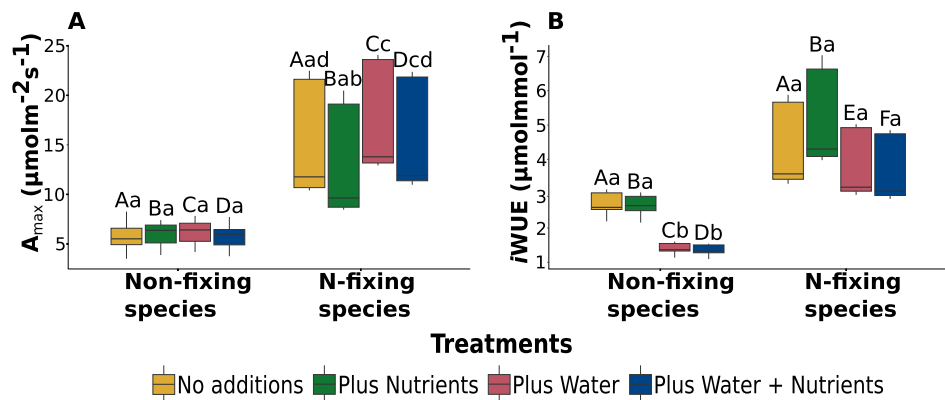 A
B
A_max (μmolm⁻²s⁻¹)
25
20
15
10
5
Aa
Ba
Ca
Da
Aad
Bab
Cc
Dcd
Non-fixing
species
N-fixing
species
iWUE (μmolmmol⁻¹)
7
6
5
4
3
2
1
Aa
Ba
Cb
Db
Aa
Ba
Ea
Fa
Non-fixing
species
N-fixing
species
Treatments
No additions Plus Nutrients Plus Water Plus Water + Nutrients